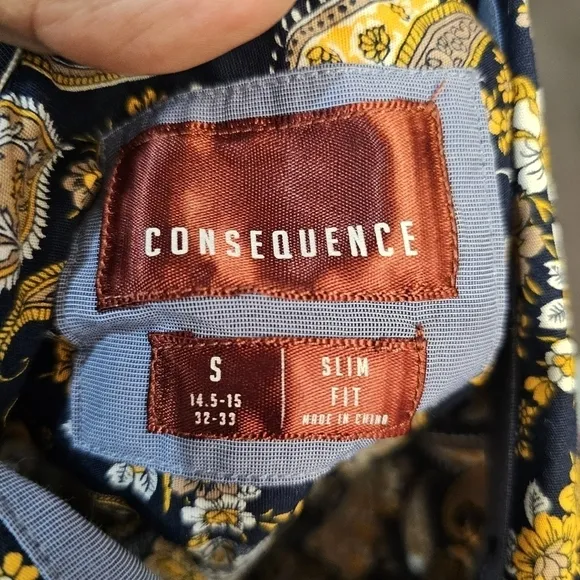 CONSEQUENCE
S
14.5-15
32-33
SLIM
FIT
MADE IN CHINA